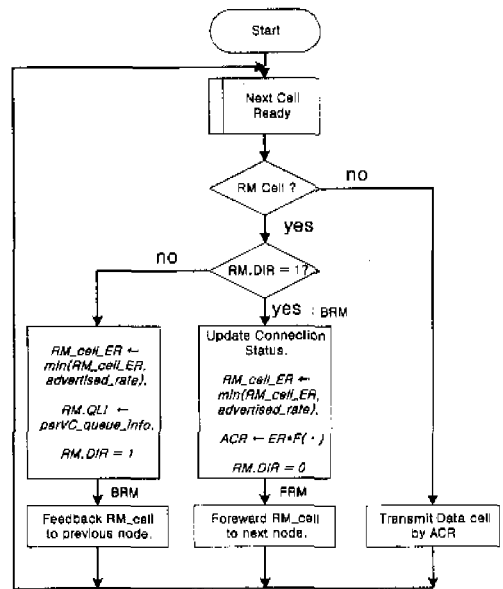 Start
Next Cell
Ready
RM Cell ?
no
yes
RM.DIR = 1?
no
yes : BRM
RM_cell_ER ←
min(RM_cell_ER,
advertised_rate).
RM.QLI ←
perVC_queue_info.
RM.DIR = 1
BRM
Feedback RM_cell
to previous node.
Update Connection
Status.
RM_cell_ER ←
min(RM_cell_ER,
advertised_rate).
ACR ← ER*F( · )
RM.DIR = 0
FRM
Foreward RM_cell
to next node.
Transmit Data cell
by ACR